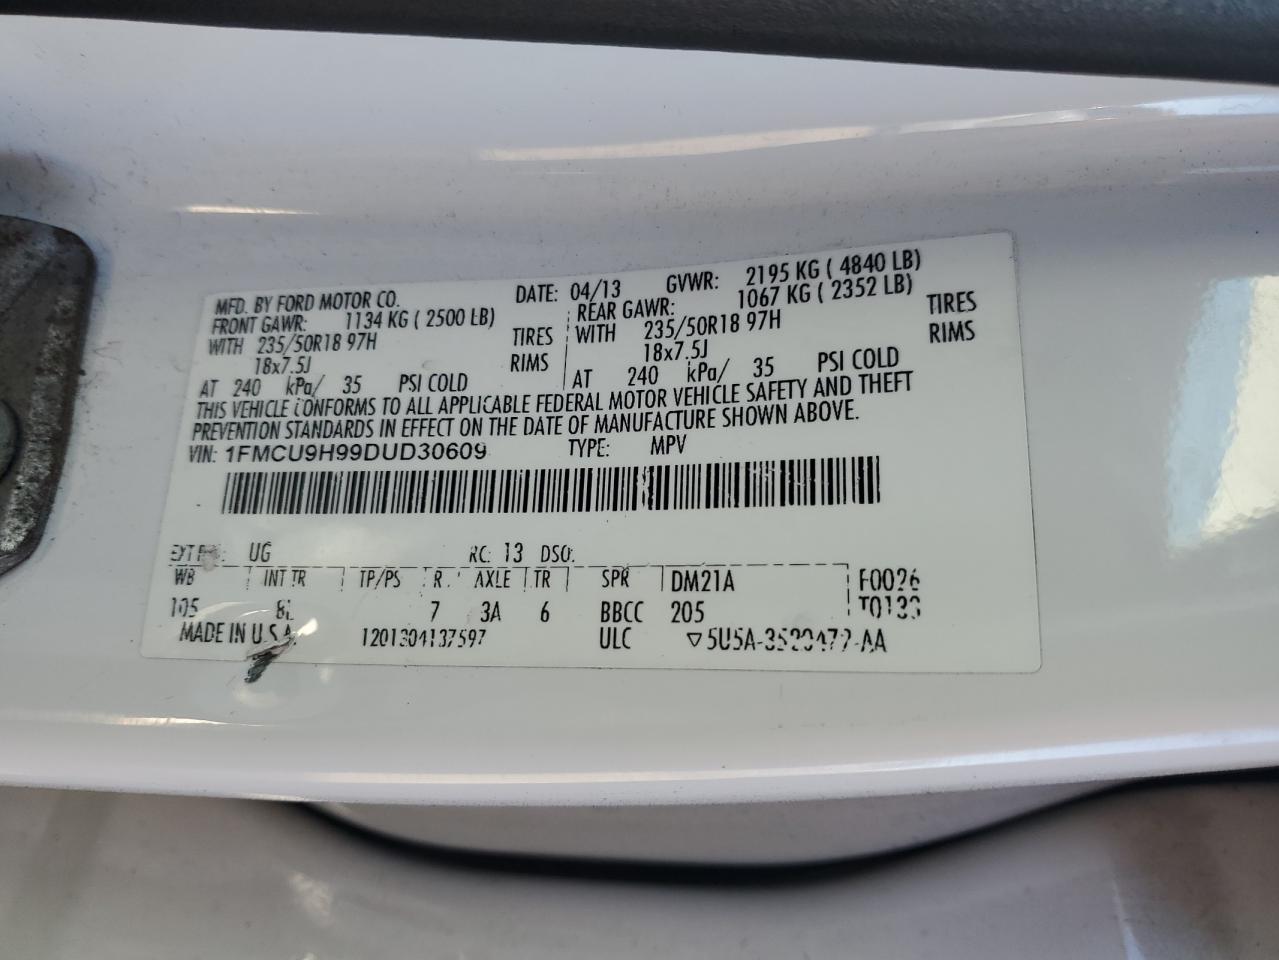 MFD. BY FORD MOTOR CO. DATE: 04/13 GVWR: 2195 KG ( 4840 LB)
FRONT GAWR: 1134 KG ( 2500 LB) REAR GAWR: 1067 KG ( 2352 LB)
WITH 235/50R18 97H TIRES WITH 235/50R18 97H TIRES
18x7.5J RIMS 18x7.5J RIMS
AT 240 kPa/ 35 PSI COLD AT 240 kPa/ 35 PSI COLD
THIS VEHICLE CONFORMS TO ALL APPLICABLE FEDERAL MOTOR VEHICLE SAFETY AND THEFT
PREVENTION STANDARDS IN EFFECT ON THE DATE OF MANUFACTURE SHOWN ABOVE.
VIN: 1FMCU9H99DUD30609 TYPE: MPV
UG RC: 13 DSO:
WB INT TR TP/PS R. AXLE TR SPR DM21A F0026
105 7 3A 6 BBCC 205 T0133
MADE IN U.S.A. 1201304137597 ULC